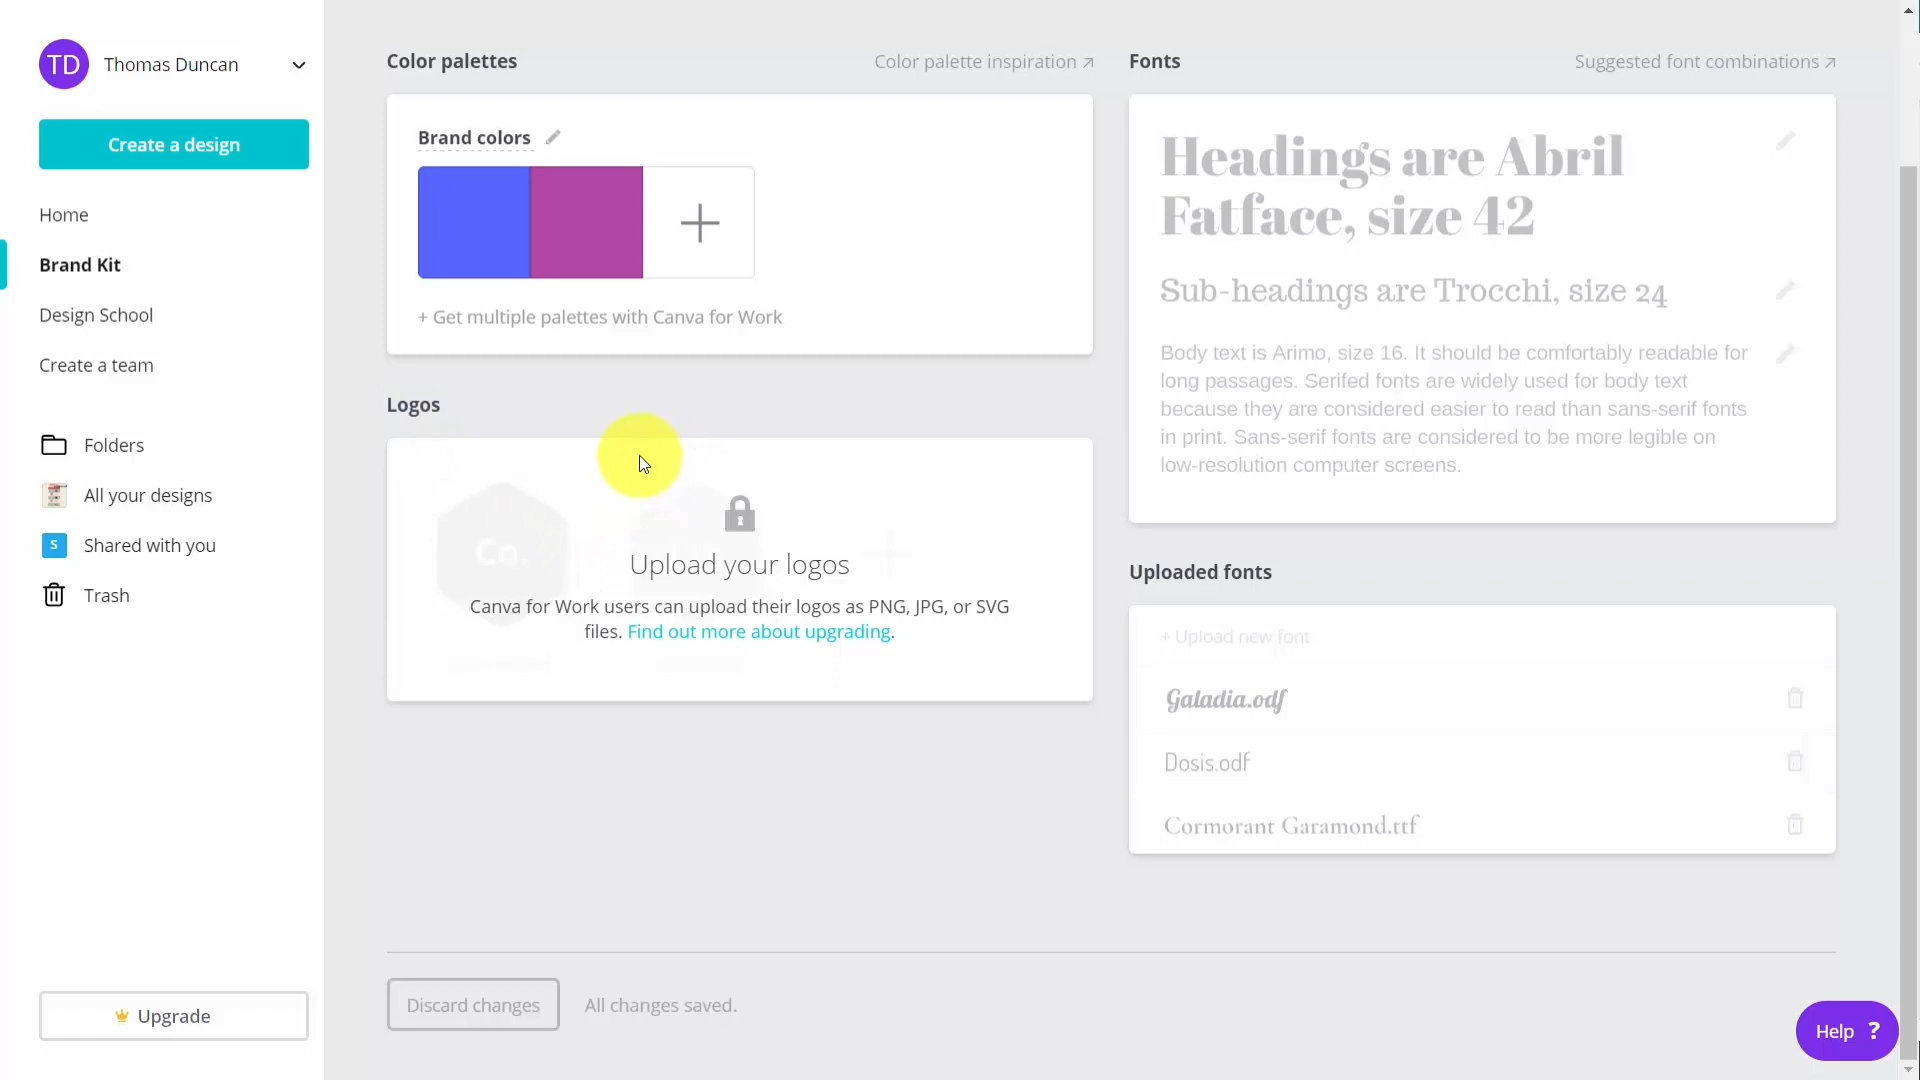 TD Thomas Duncan
Create a design
Home
Brand Kit
Design School
Create a team
Folders
All your designs
S Shared with you
Trash
Upgrade
Color palettes
Color palette inspiration
Brand colors
+ Get multiple palettes with Canva for Work
Logos
Co.
Upload your logos
Canva for Work users can upload their logos as PNG, JPG, or SVG
files. Find out more about upgrading.
Fonts
Suggested font combinations
Headings are Abril
Fatface, size 42
Sub-headings are Trocchi, size 24
Body text is Arimo, size 16. It should be comfortably readable for
long passages. Serifed fonts are widely used for body text
because they are considered easier to read than sans-serif fonts
in print. Sans-serif fonts are considered to be more legible on
low-resolution computer screens.
Uploaded fonts
+ Upload new font
Galadia.odf
Dosis.odf
Cormorant Garamond.ttf
Discard changes
All changes saved.
Help ?